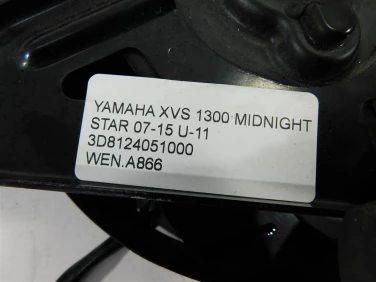 YAMAHA XVS 1300 MIDNIGHT
STAR 07-15 U-11
3D8124051000
WEN.A866